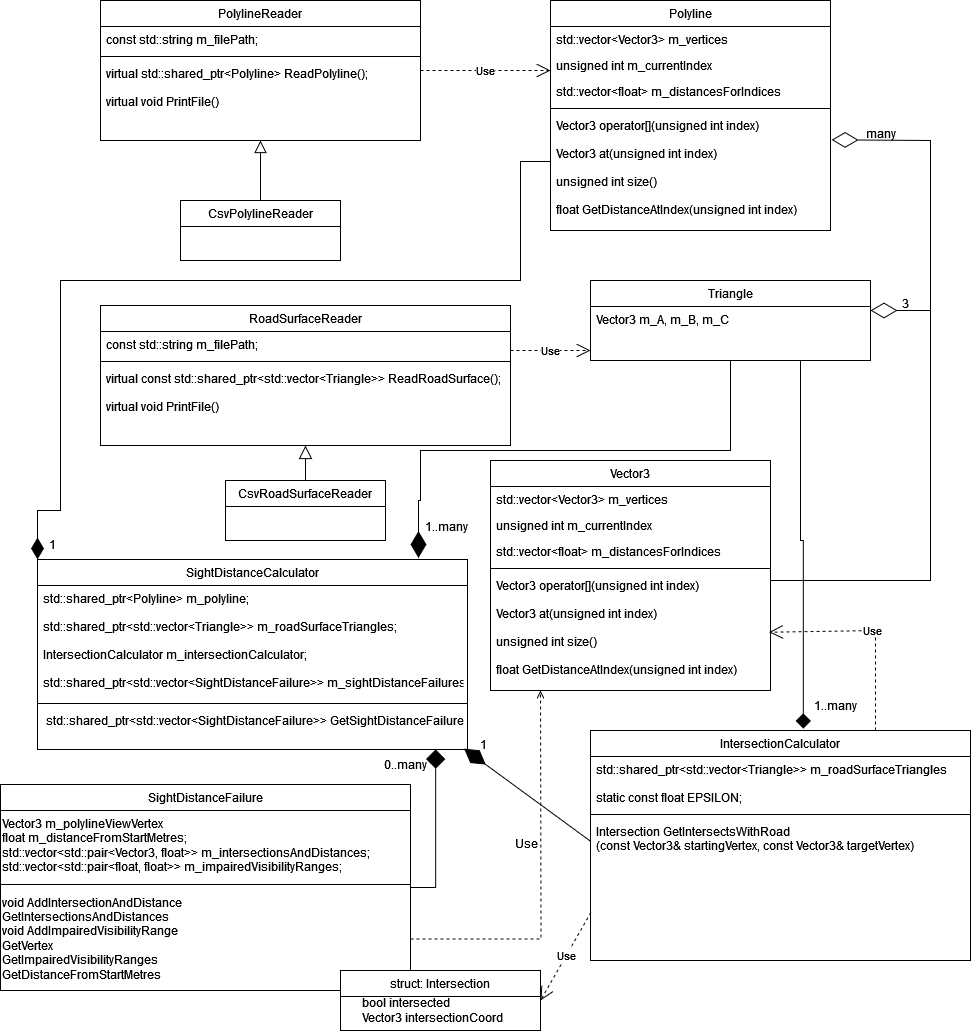 PolylineReader
const std::string m_filePath;
virtual std::shared_ptr<Polyline> ReadPolyline();
virtual void PrintFile()
Use
Polyline
std::vector<Vector3> m_vertices
unsigned int m_currentIndex
std::vector<float> m_distancesForIndices
Vector3 operator[](unsigned int index)
Vector3 at(unsigned int index)
unsigned int size()
float GetDistanceAtIndex(unsigned int index)
many
CsvPolylineReader
RoadSurfaceReader
const std::string m_filePath;
virtual const std::shared_ptr<std::vector<Triangle>> ReadRoadSurface();
virtual void PrintFile()
Use
Triangle
Vector3 m_A, m_B, m_C
3
CsvRoadSurfaceReader
1
1..many
Vector3
std::vector<Vector3> m_vertices
unsigned int m_currentIndex
std::vector<float> m_distancesForIndices
Vector3 operator[](unsigned int index)
Vector3 at(unsigned int index)
unsigned int size()
float GetDistanceAtIndex(unsigned int index)
Use
SightDistanceCalculator
std::shared_ptr<Polyline> m_polyline;
std::shared_ptr<std::vector<Triangle>> m_roadSurfaceTriangles;
IntersectionCalculator m_intersectionCalculator;
std::shared_ptr<std::vector<SightDistanceFailure>> m_sightDistanceFailures
std::shared_ptr<std::vector<SightDistanceFailure>> GetSightDistanceFailure
1..many
1
0..many
IntersectionCalculator
std::shared_ptr<std::vector<Triangle>> m_roadSurfaceTriangles
static const float EPSILON;
Intersection GetIntersectsWithRoad
(const Vector3& startingVertex, const Vector3& targetVertex)
SightDistanceFailure
Vector3 m_polylineViewVertex
float m_distanceFromStartMetres;
std::vector<std::pair<Vector3, float>> m_intersectionsAndDistances;
std::vector<std::pair<float, float>> m_impairedVisibilityRanges;
void AddIntersectionAndDistance
GetIntersectionsAndDistances
void AddImpairedVisibilityRange
GetVertex
GetImpairedVisibilityRanges
GetDistanceFromStartMetres
Use
Use
struct: Intersection
bool intersected
Vector3 intersectionCoord